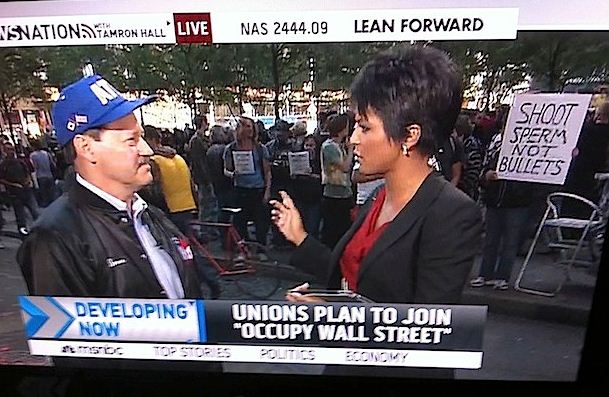 WSNATION WITH TAMRON HALL LIVE NAS 2444.09 LEAN FORWARD
SHOOT
SPERM
NOT
BULLETS
DEVELOPING
NOW
UNIONS PLAN TO JOIN
"OCCUPY WALL STREET"
msnbc TOP STORIES POLITICS ECONOMY